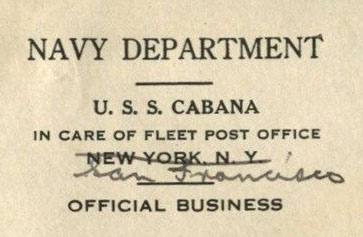 NAVY DEPARTMENT
U. S. S. CABANA
IN CARE OF FLEET POST OFFICE
NEW YORK, N. Y.
San Francisco
OFFICIAL BUSINESS